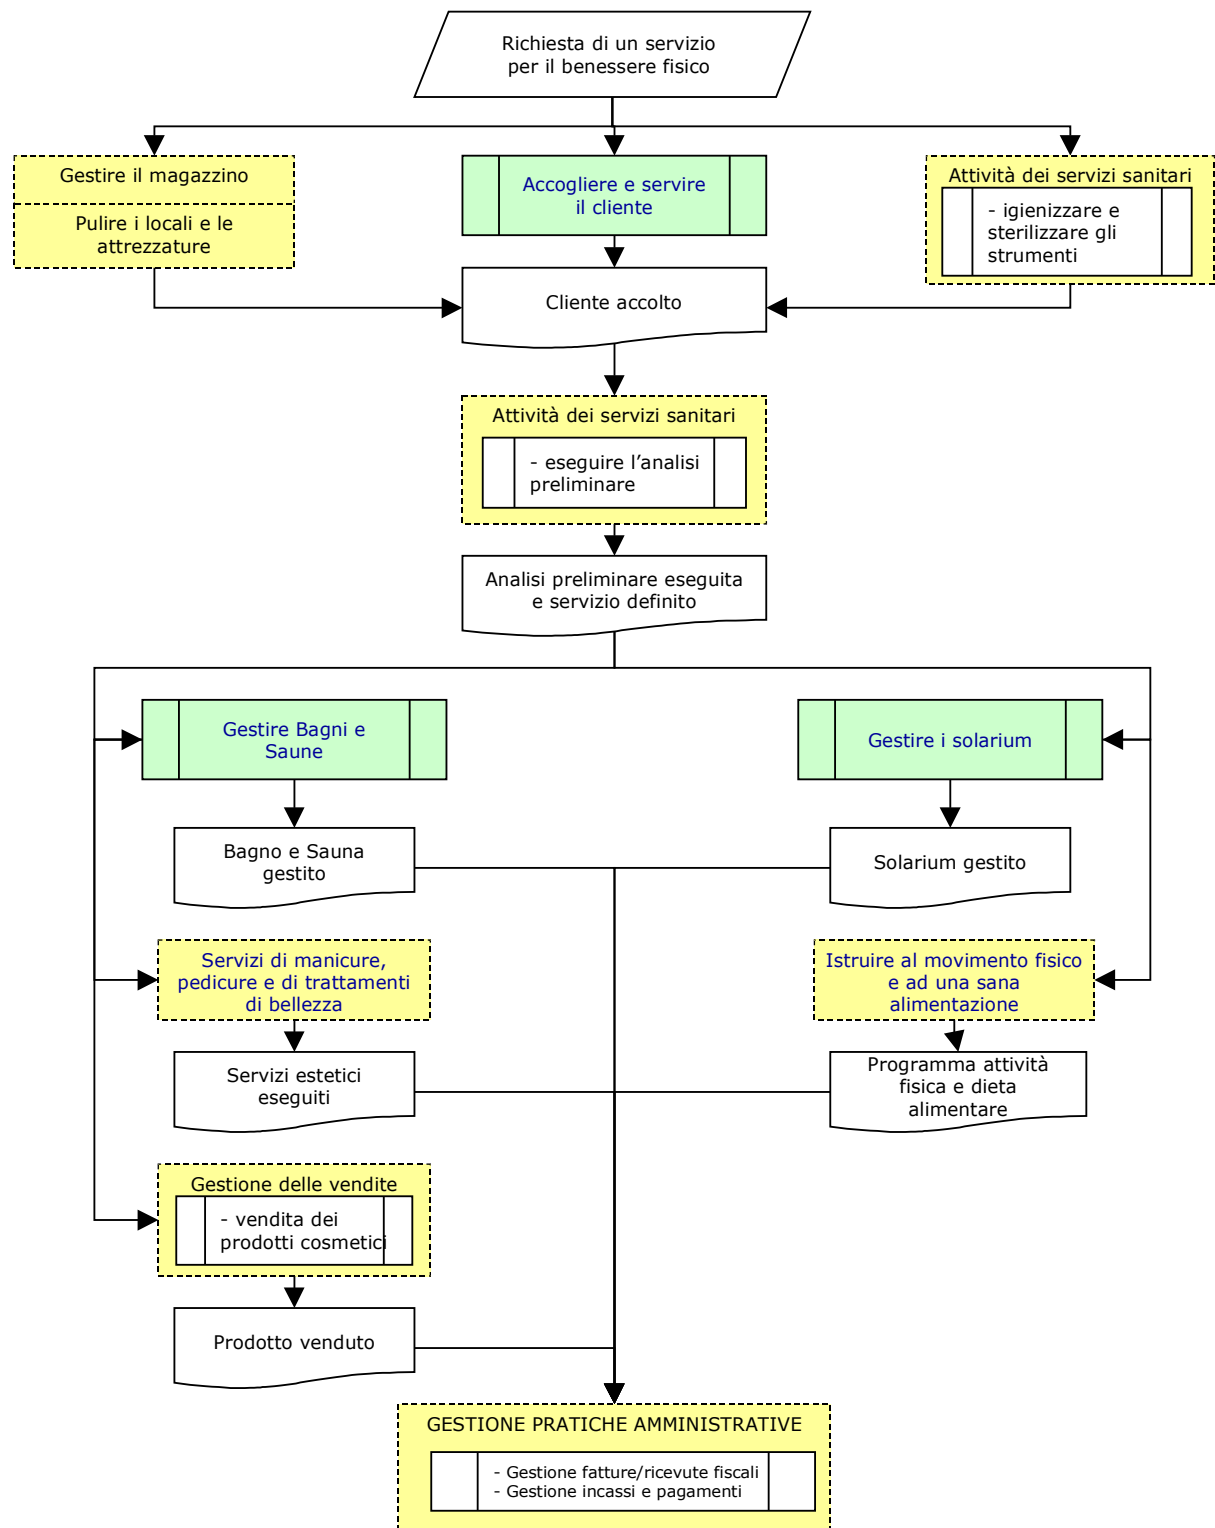 Richiesta di un servizio
per il benessere fisico
Gestire il magazzino
Pulire i locali e le
attrezzature
Accogliere e servire
il cliente
Attività dei servizi sanitari
- igienizzare e
sterilizzare gli
strumenti
Cliente accolto
Attività dei servizi sanitari
- eseguire l'analisi
preliminare
Analisi preliminare eseguita
e servizio definito
Gestire Bagni e
Saune
Gestire i solarium
Bagno e Sauna
gestito
Solarium gestito
Servizi di manicure,
pedicure e di trattamenti
di bellezza
Istruire al movimento fisico
e ad una sana
alimentazione
Servizi estetici
eseguiti
Programma attività
fisica e dieta
alimentare
Gestione delle vendite
- vendita dei
prodotti cosmetici
Prodotto venduto
GESTIONE PRATICHE AMMINISTRATIVE
- Gestione fatture/ricevute fiscali
- Gestione incassi e pagamenti